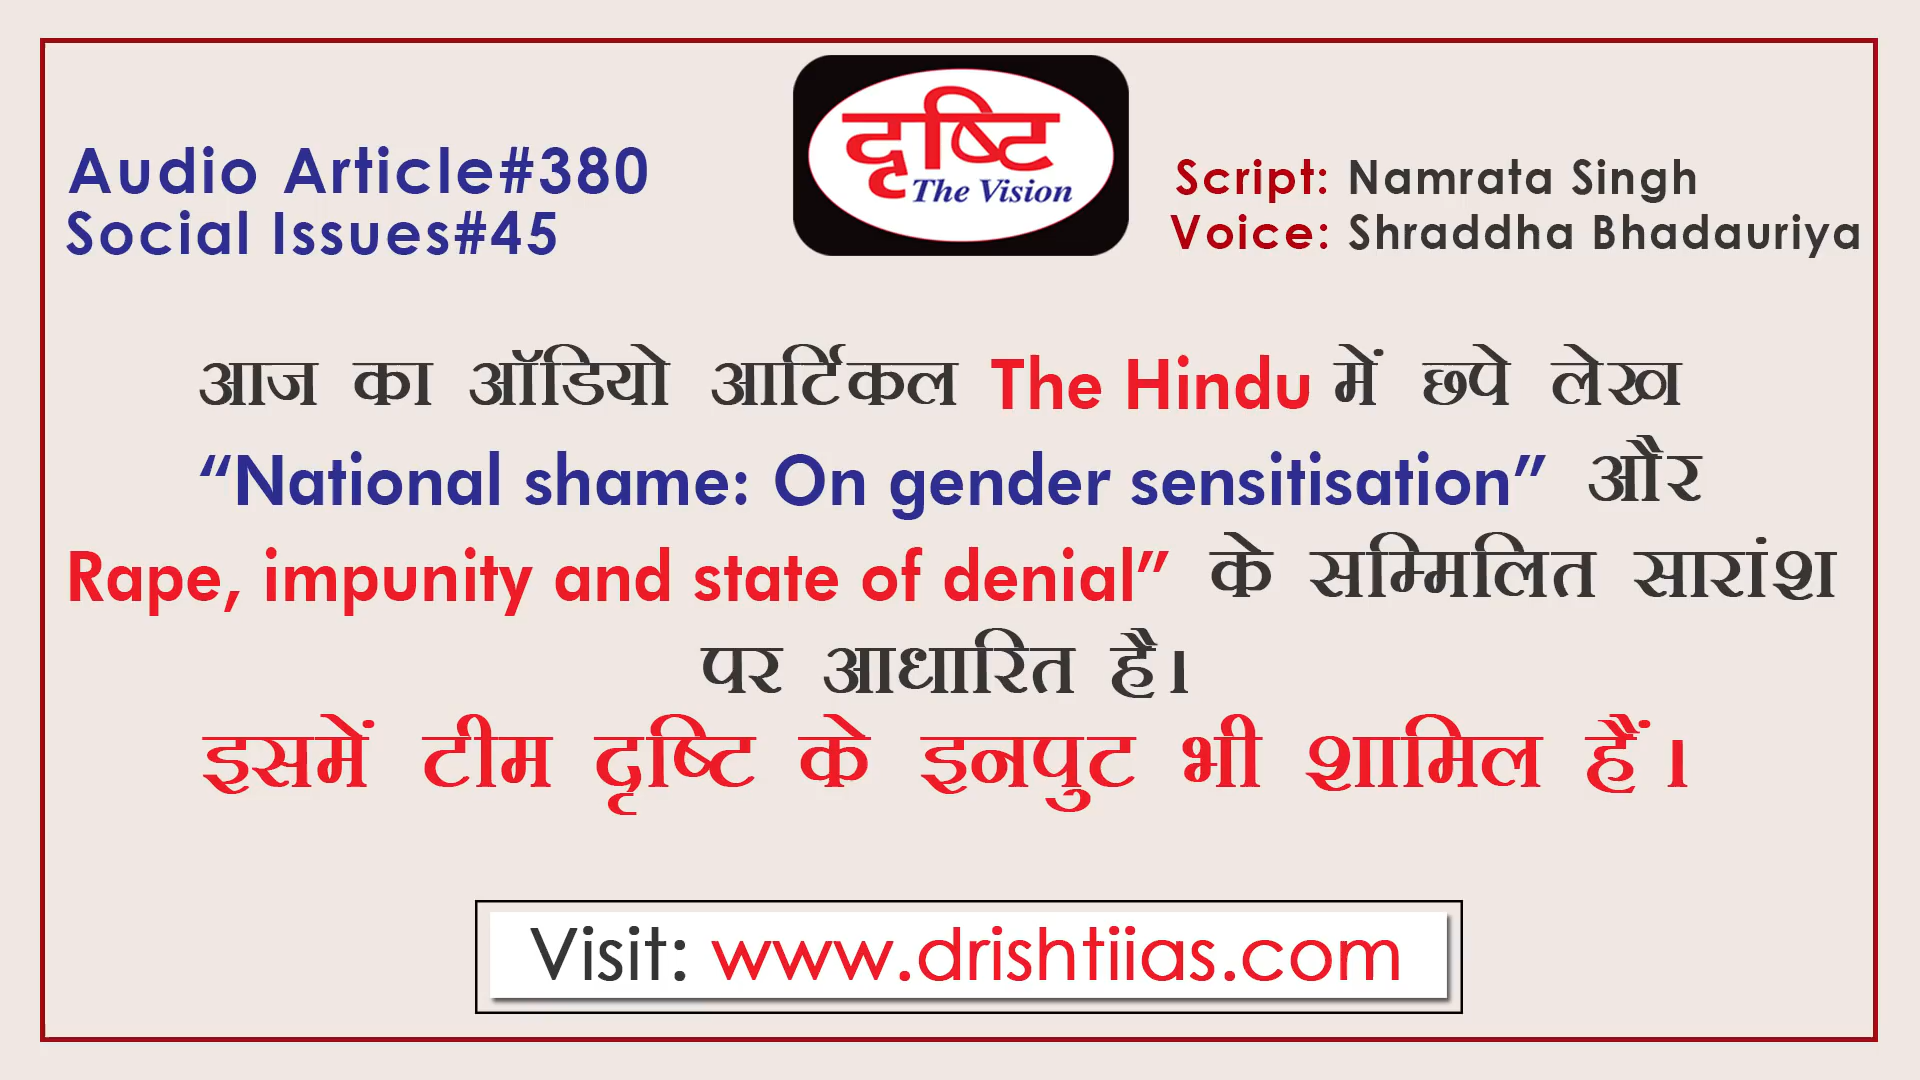 दृष्टि
The Vision
Audio Article#380
Social Issues#45
Script: Namrata Singh
Voice: Shraddha Bhadauriya
आज का ऑडियो आर्टिकल The Hindu में छपे लेख
“National shame: On gender sensitisation” और
Rape, impunity and state of denial” के सम्मिलित सारांश
पर आधारित है।
इसमें टीम दृष्टि के इनपुट भी शामिल हैं।
Visit: www.drishtiias.com